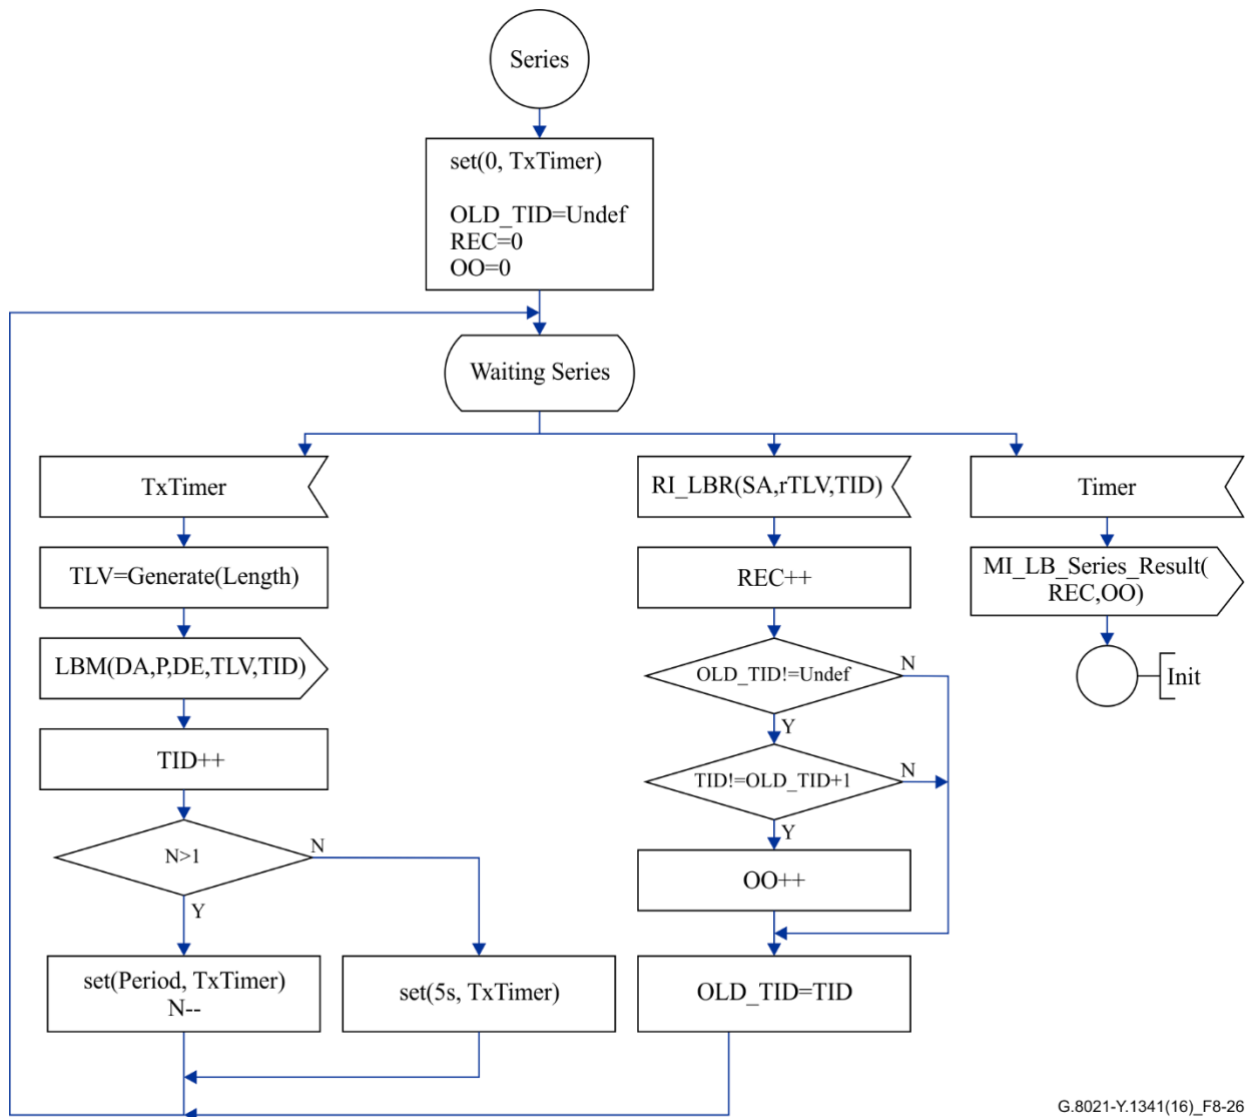 Series
set(0, TxTimer)
OLD_TID=Undef
REC=0
OO=0
Waiting Series
TxTimer
TLV=Generate(Length)
LBM(DA,P,DE,TLV,TID)
TID++
N>1
N
Y
set(Period, TxTimer)
N--
set(5s, TxTimer)
RI_LBR(SA,rTLV,TID)
REC++
OLD_TID!=Undef
N
Y
TID!=OLD_TID+1
N
Y
OO++
OLD_TID=TID
Timer
MI_LB_Series_Result(
REC,OO)
Init
G.8021-Y.1341(16)_F8-26